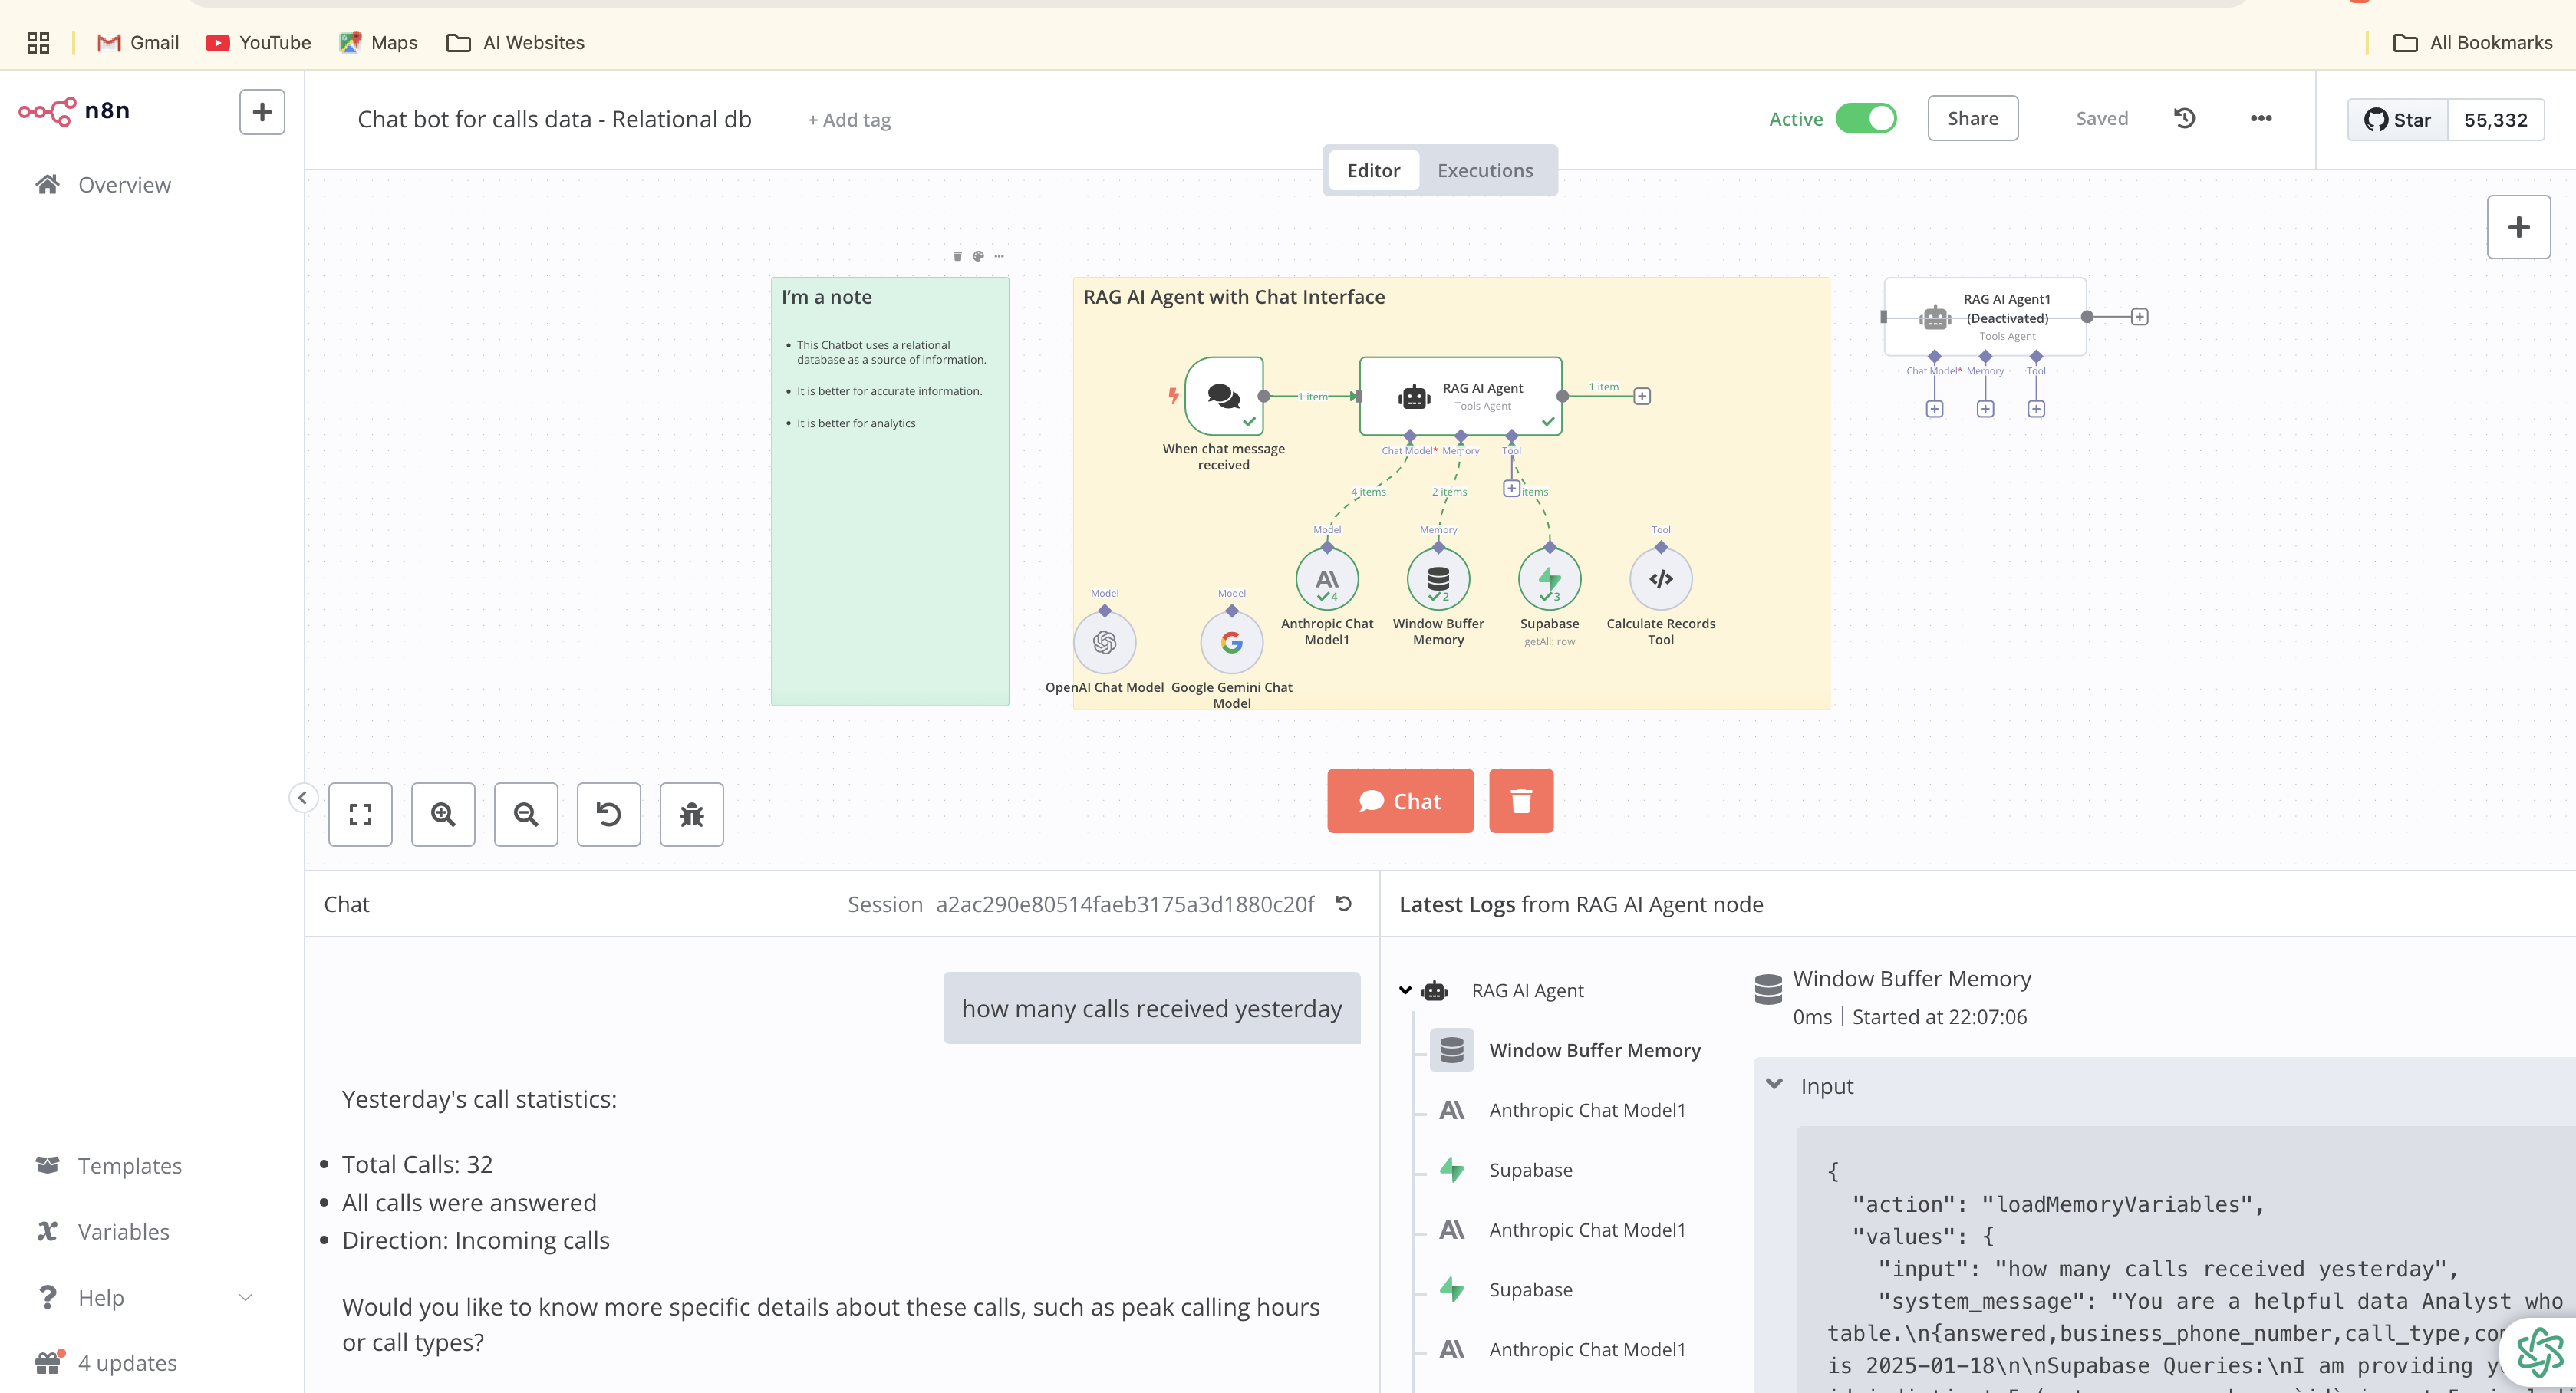 Gmail
YouTube
Maps
AI Websites
All Bookmarks
n8n
Chat bot for calls data - Relational db
+ Add tag
Active
Share
Saved
Star
55,332
Overview
Editor
Executions
I'm a note
This Chatbot uses a relational
database as a source of information.
It is better for accurate information.
It is better for analytics
RAG AI Agent with Chat Interface
When chat message
received
1 item
RAG AI Agent
Tools Agent
1 item
Chat Model*
Memory
Tool
4 items
2 items
items
Model
Memory
Tool
4
2
3
Anthropic Chat
Model1
Window Buffer
Memory
Supabase
getAll: row
Calculate Records
Tool
Model
Model
OpenAI Chat Model
Google Gemini Chat
Model
RAG AI Agent1
(Deactivated)
Tools Agent
Chat Model*
Memory
Tool
Chat
Chat
Session a2ac290e80514faeb3175a3d1880c20f
how many calls received yesterday
Yesterday's call statistics:
Total Calls: 32
All calls were answered
Direction: Incoming calls
Would you like to know more specific details about these calls, such as peak calling hours
or call types?
Latest Logs from RAG AI Agent node
RAG AI Agent
Window Buffer Memory
Anthropic Chat Model1
Supabase
Anthropic Chat Model1
Supabase
Anthropic Chat Model1
Window Buffer Memory
0ms | Started at 22:07:06
Input
{
"action": "loadMemoryVariables",
"values": {
"input": "how many calls received yesterday",
"system_message": "You are a helpful data Analyst who
table.\n{answered,business_phone_number,call_type,co
is 2025-01-18\n\nSupabase Queries:\nI am providing y
Templates
Variables
Help
4 updates